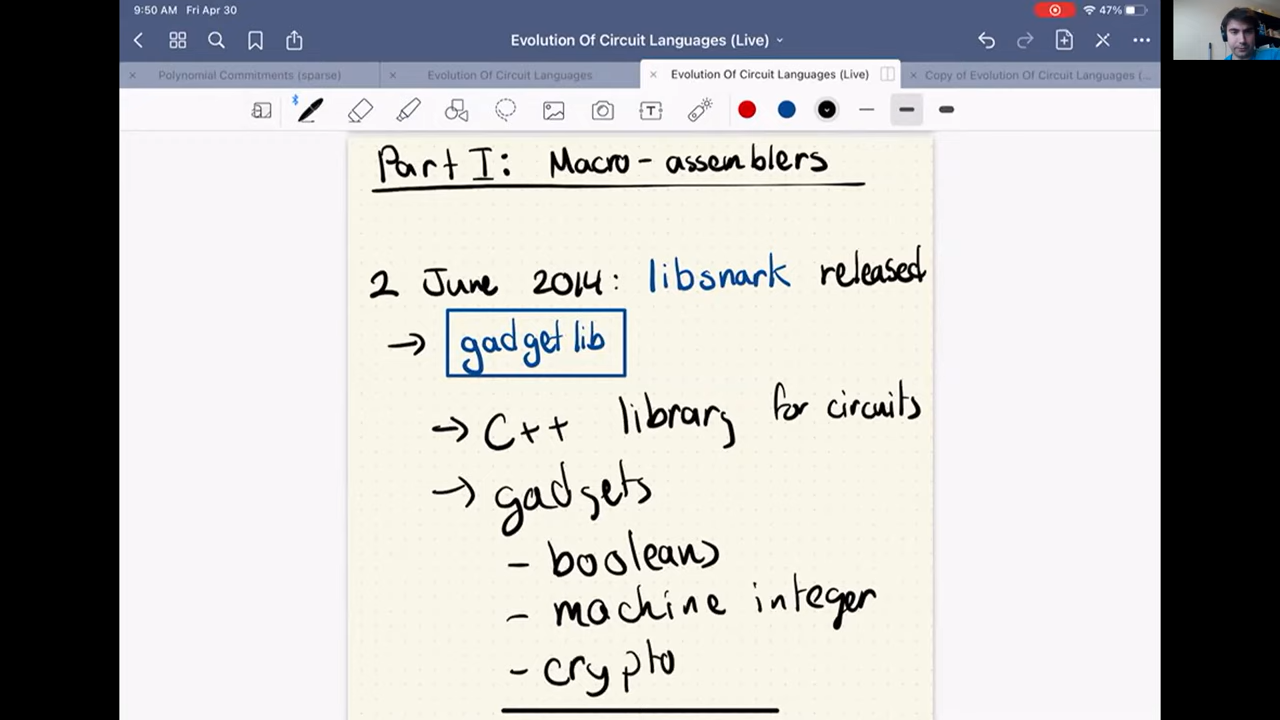 9:50 AM Fri Apr 30
47%
Evolution Of Circuit Languages (Live)
Polynomial Commitments (sparse)
Evolution Of Circuit Languages
Evolution Of Circuit Languages (Live)
Copy of Evolution Of Circuit Languages (...
T
Part I: Macro-assemblers
2 June 2014: libsnark released
→ gadgetlib
→ C++ library for circuits
→ gadgets
- booleans
- machine integer
- crypto